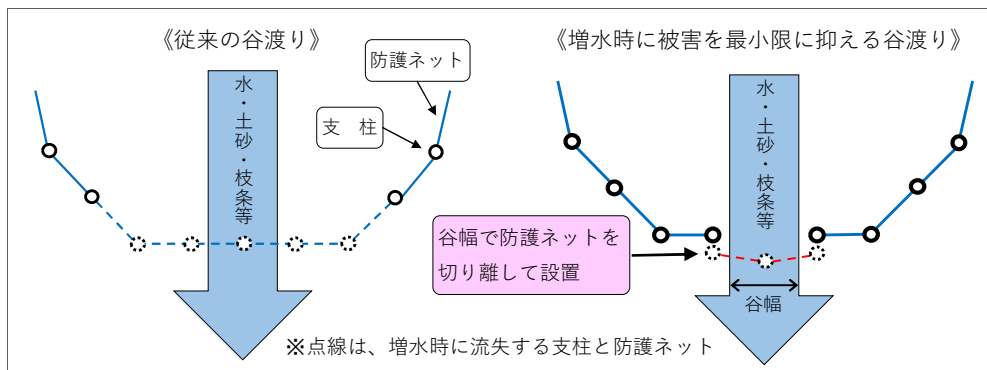 《従来の谷渡り》
防護ネット
支　柱
水・土砂・枝条等
《増水時に被害を最小限に抑える谷渡り》
水・土砂・枝条等
谷幅で防護ネットを
切り離して設置
谷幅
※点線は、増水時に流失する支柱と防護ネット